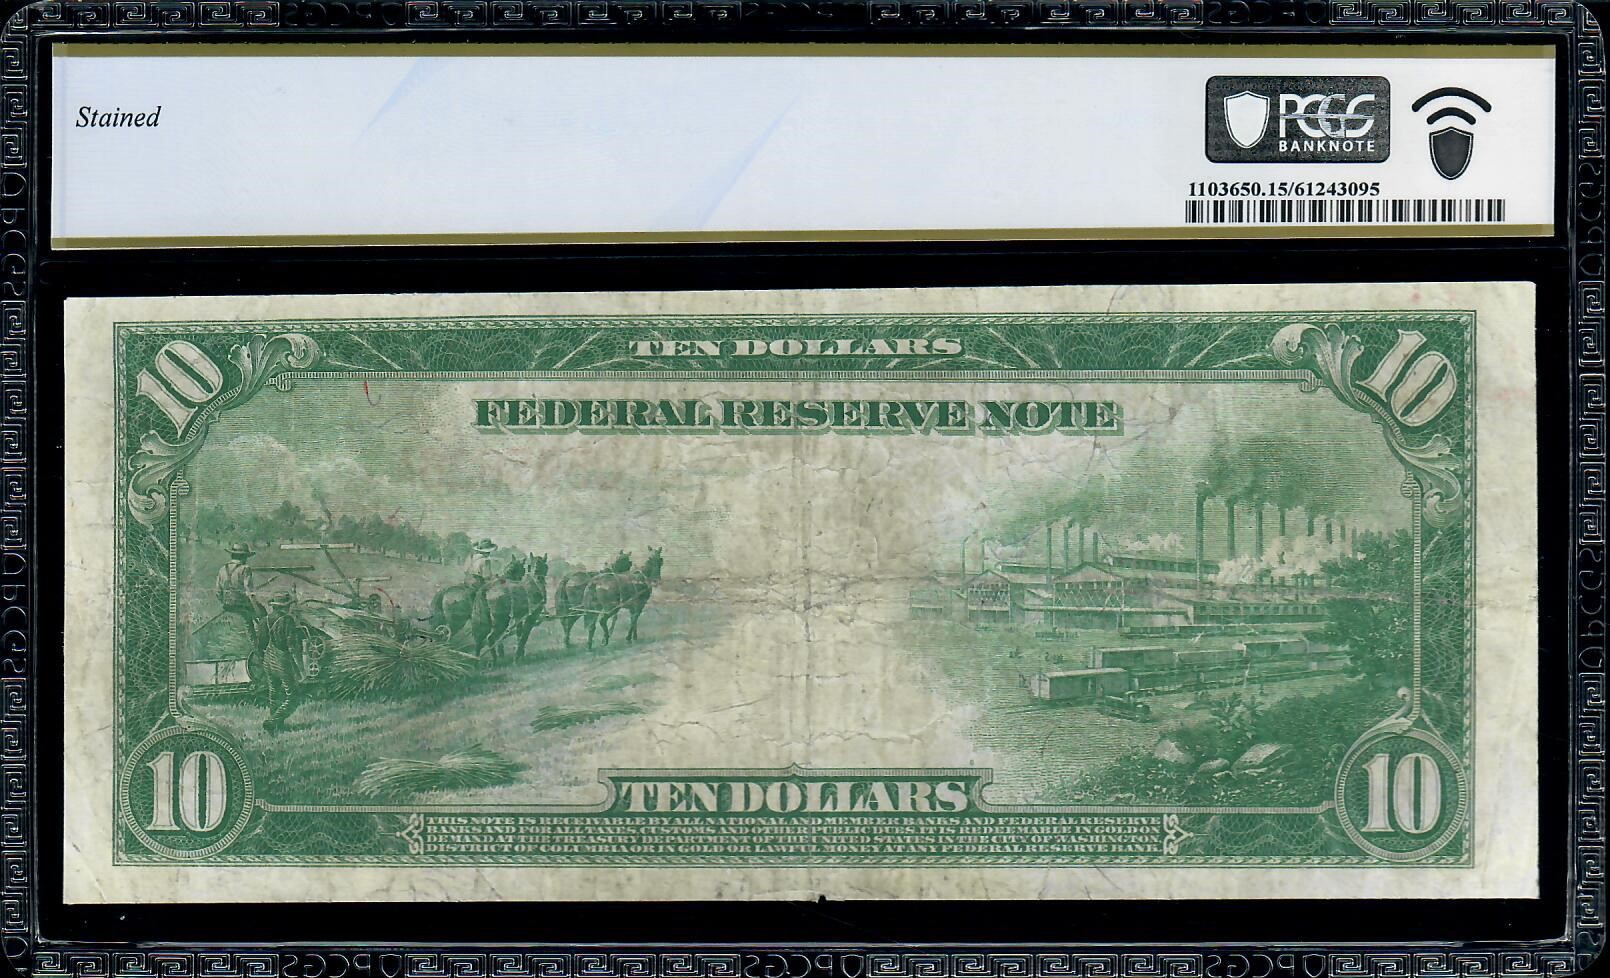 Stained
PCGS
BANKNOTE
1103650.15/61243095
10 TEN DOLLARS 10
FEDERAL RESERVE NOTE
10 TEN DOLLARS 10
THIS NOTE IS RECEIVABLE BY ALL NATIONAL AND MEMBER BANKS AND FEDERAL RESERVE
BANKS AND FOR ALL TAXES, CUSTOMS AND OTHER PUBLIC DUES. IT IS REDEEMABLE IN GOLD ON
DEMAND AT THE TREASURY DEPARTMENT OF THE UNITED STATES IN THE CITY OF WASHINGTON,
DISTRICT OF COLUMBIA OR IN GOLD OR LAWFUL MONEY AT ANY FEDERAL RESERVE BANK.